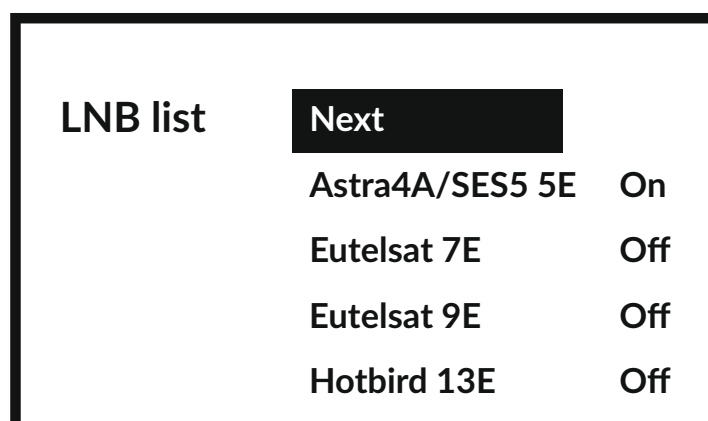 LNB list Next
Astra4A/SES5 5E On
Eutelsat 7E Off
Eutelsat 9E Off
Hotbird 13E Off